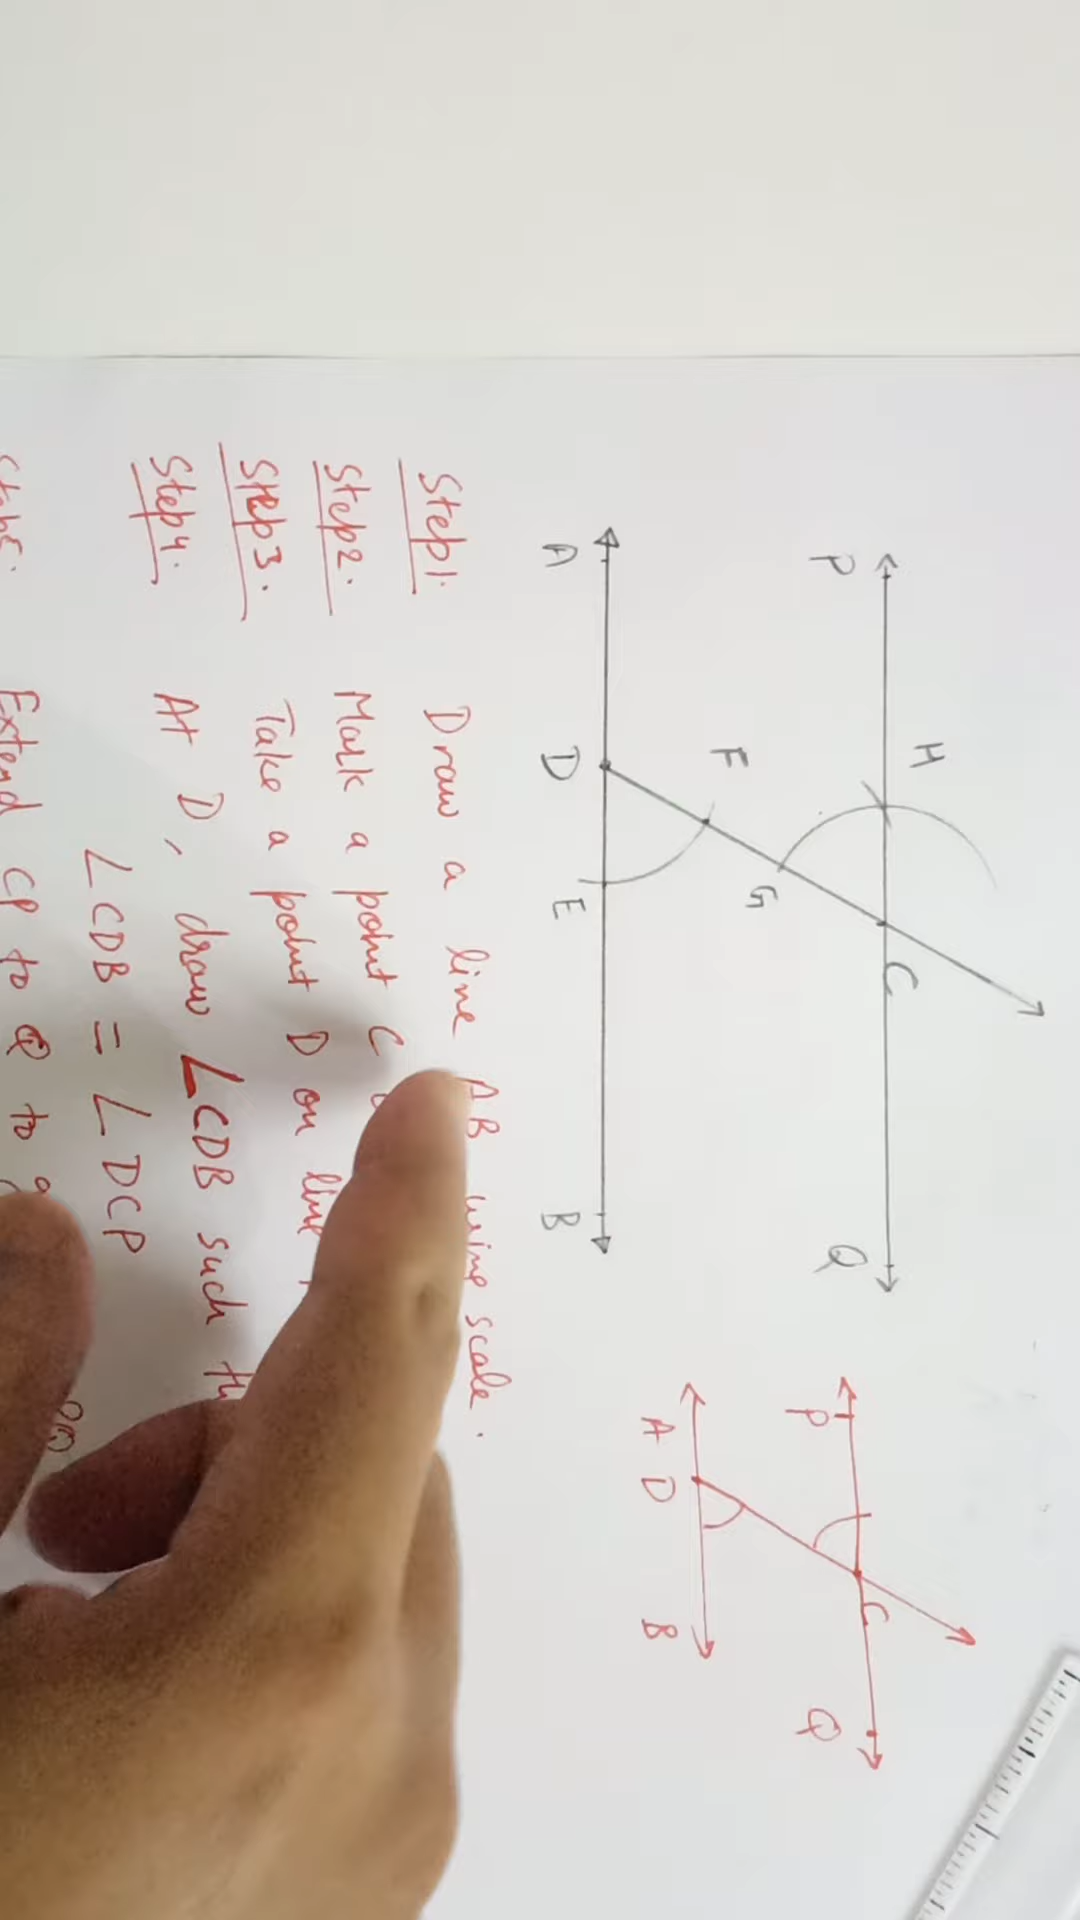 P H C Q
F G
A D E B
P C Q
A D B
Step1. Draw a line AB using scale.
Step2. Mark a point C
Step3. Take a point D on line
Step4. At D, draw ∠CDB such
∠CDB = ∠DCP
Step5. Extend CP to Q to